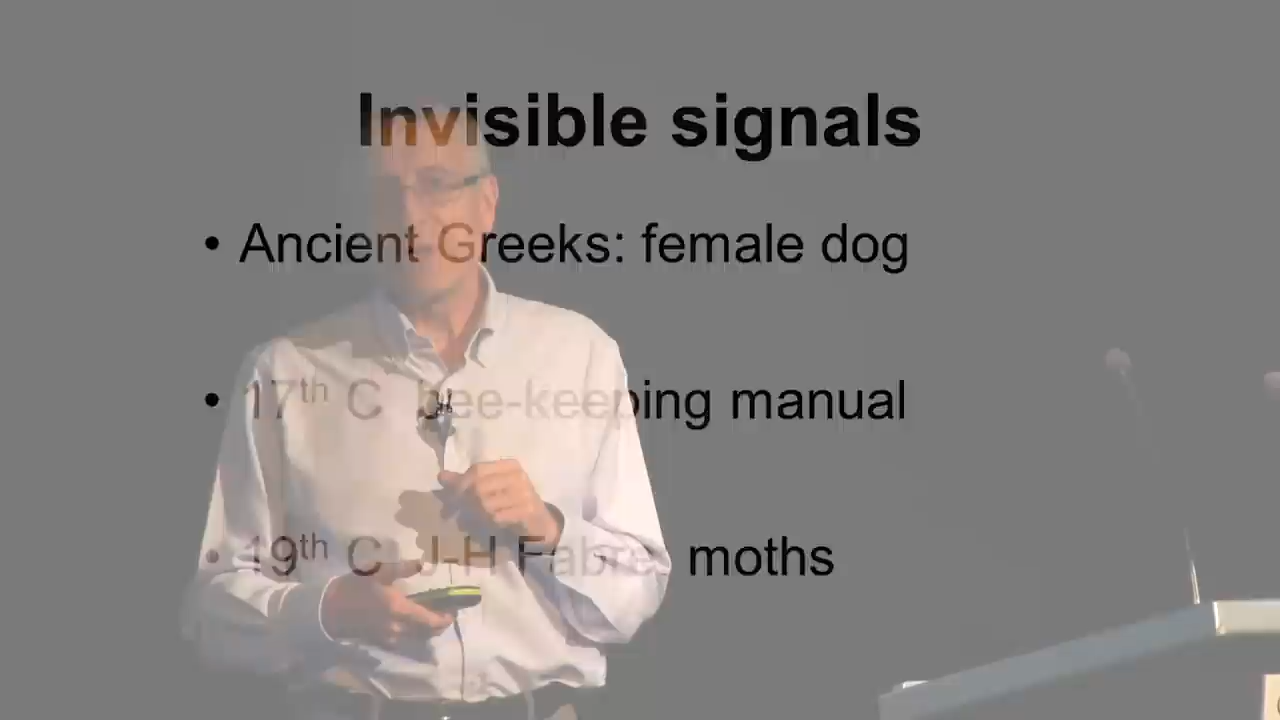 Invisible signals
• Ancient Greeks: female dog
• 17th C bee-keeping manual
• 19th C J-H Fabre moths